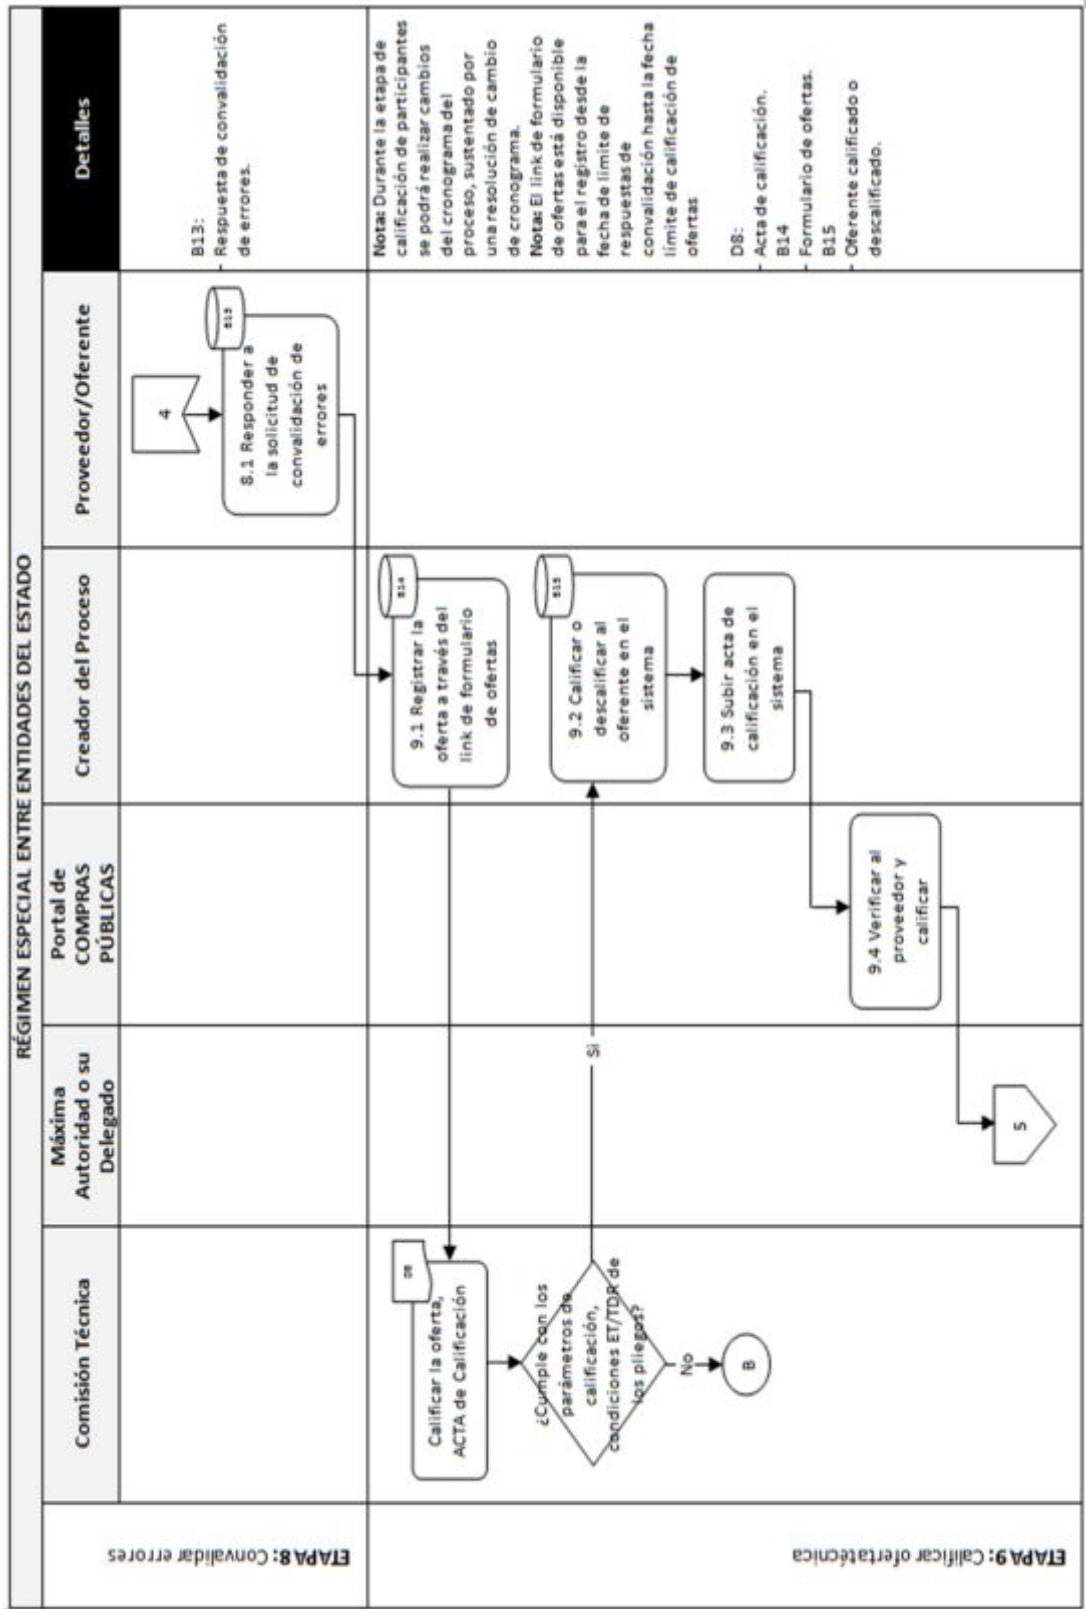 RÉGIMEN ESPECIAL ENTRE ENTIDADES DEL ESTADO
Comisión Técnica
Máxima
Autoridad o su
Delegado
Portal de
COMPRAS
PÚBLICAS
Creador del Proceso
Proveedor/Oferente
Detalles
ETAPA 8: Convalidar errores
4
8.1 Responder a
la solicitud de
convalidación de
errores
B13
B13:
- Respuesta de convalidación
de errores.
ETAPA 9: Calificar oferta técnica
9.1 Registrar la
oferta a través del
link de formulario
de ofertas
B14
Calificar la oferta,
ACTA de Calificación
D8
¿Cumple con los
parámetros de
calificación,
condiciones ET/TDR de
los pliegos?
Si
No
B
9.2 Calificar o
descalificar al
oferente en el
sistema
B15
9.3 Subir acta de
calificación en el
sistema
9.4 Verificar al
proveedor y
calificar
5
Nota: Durante la etapa de
calificación de participantes
se podrá realizar cambios
del cronograma del
proceso, sustentado por
una resolución de cambio
de cronograma.
Nota: El link de formulario
de ofertas está disponible
para el registro desde la
fecha de límite de
respuestas de
convalidación hasta la fecha
límite de calificación de
ofertas
D8:
- Acta de calificación.
B14
- Formulario de ofertas.
B15
- Oferente calificado o
descalificado.